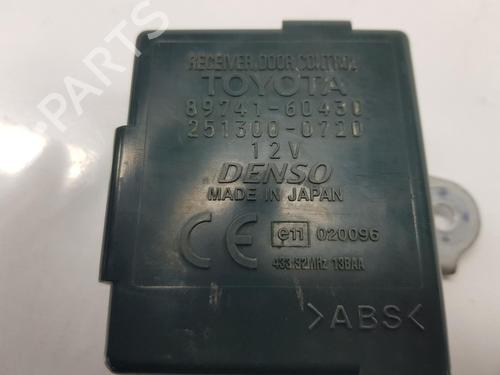 RECEIVER,DOOR CONTROL
TOYOTA
89741-60430
251300-0720
12V
DENSO
MADE IN JAPAN
CE e11 020096
433.92MHz 13BAA
>ABS<
B-PARTS